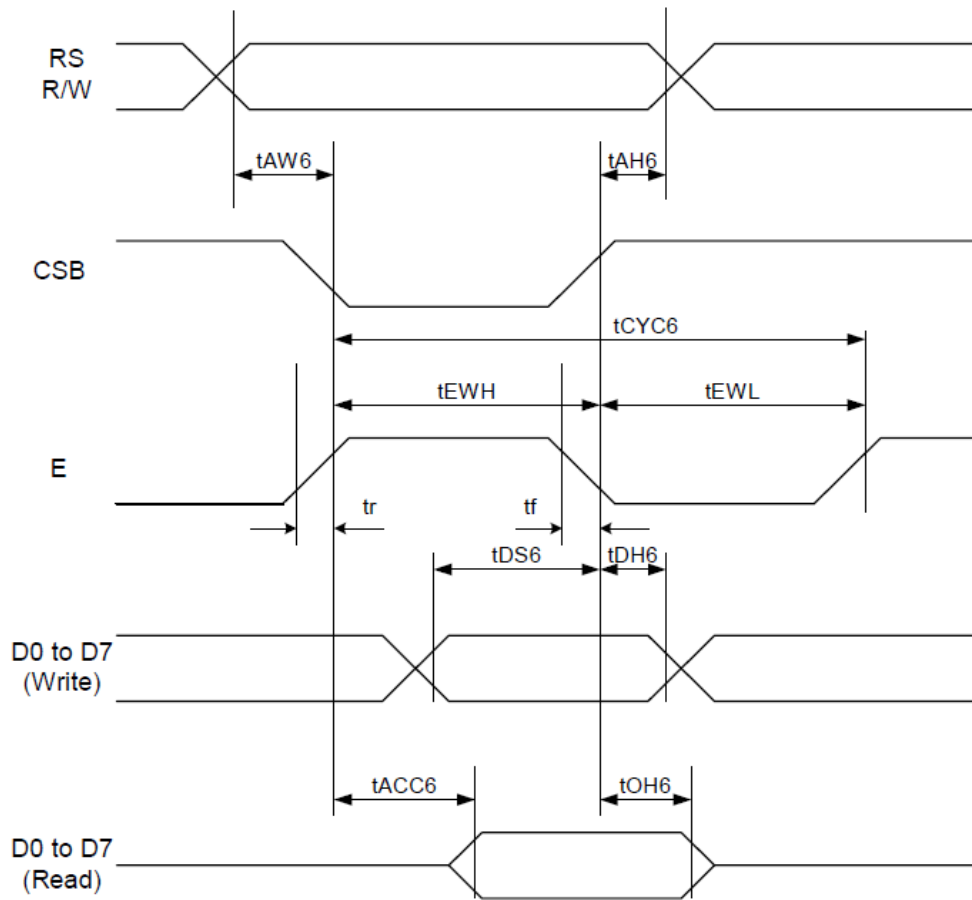 RS
R/W
tAW6
tAH6
CSB
tCYC6
tEWH
tEWL
E
tr
tf
tDS6
tDH6
D0 to D7
(Write)
tACC6
tOH6
D0 to D7
(Read)